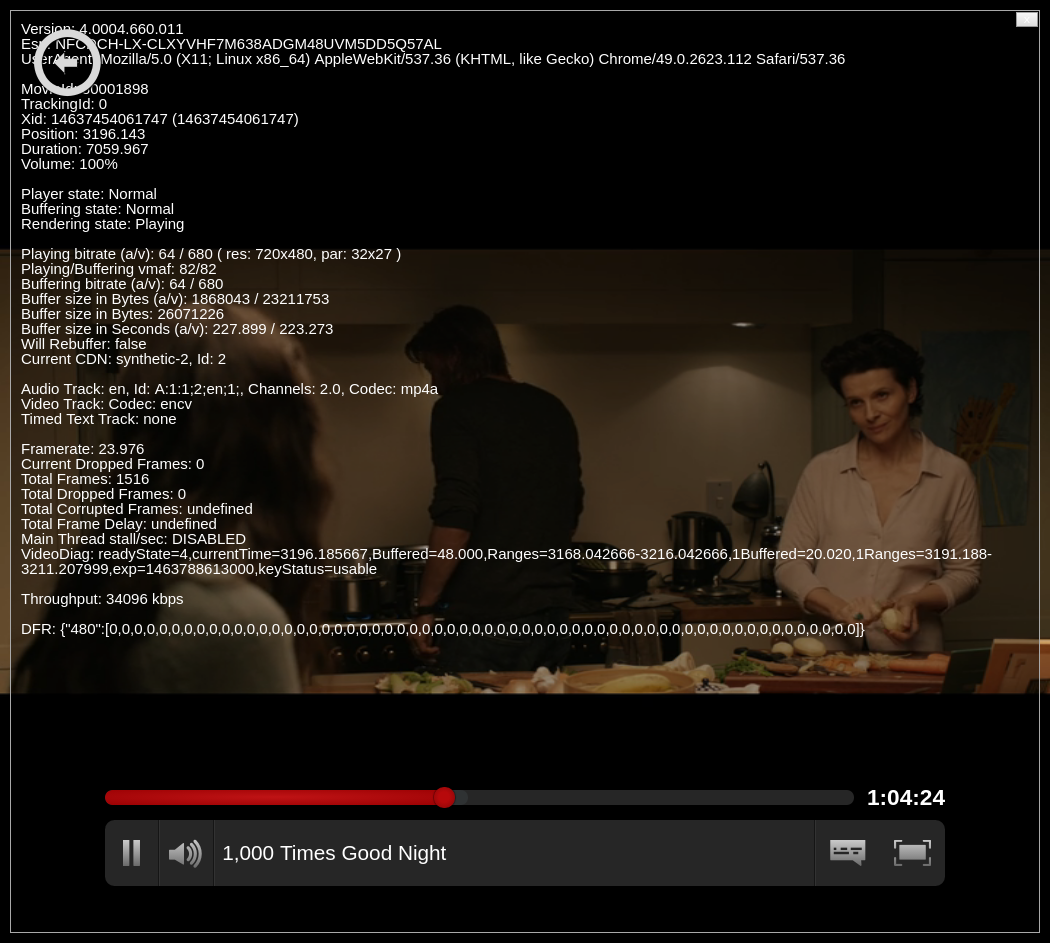 Version: 4.0004.660.011
Esn: NFCDCH-LX-CLXYVHF7M638ADGM48UVM5DD5Q57AL
UserAgent: Mozilla/5.0 (X11; Linux x86_64) AppleWebKit/537.36 (KHTML, like Gecko) Chrome/49.0.2623.112 Safari/537.36
MovieId: 80001898
TrackingId: 0
Xid: 14637454061747 (14637454061747)
Position: 3196.143
Duration: 7059.967
Volume: 100%
Player state: Normal
Buffering state: Normal
Rendering state: Playing
Playing bitrate (a/v): 64 / 680 ( res: 720x480, par: 32x27 )
Playing/Buffering vmaf: 82/82
Buffering bitrate (a/v): 64 / 680
Buffer size in Bytes (a/v): 1868043 / 23211753
Buffer size in Bytes: 26071226
Buffer size in Seconds (a/v): 227.899 / 223.273
Will Rebuffer: false
Current CDN: synthetic-2, Id: 2
Audio Track: en, Id: A:1:1;2;en;1;, Channels: 2.0, Codec: mp4a
Video Track: Codec: encv
Timed Text Track: none
Framerate: 23.976
Current Dropped Frames: 0
Total Frames: 1516
Total Dropped Frames: 0
Total Corrupted Frames: undefined
Total Frame Delay: undefined
Main Thread stall/sec: DISABLED
VideoDiag: readyState=4,currentTime=3196.185667,Buffered=48.000,Ranges=3168.042666-3216.042666,1Buffered=20.020,1Ranges=3191.188-
3211.207999,exp=1463788613000,keyStatus=usable
Throughput: 34096 kbps
DFR: {"480":[0,0,0,0,0,0,0,0,0,0,0,0,0,0,0,0,0,0,0,0,0,0,0,0,0,0,0,0,0,0,0,0,0,0,0,0,0,0,0,0,0,0,0,0,0,0,0,0,0,0,0,0,0,0,0,0,0,0,0,0]}
1:04:24
1,000 Times Good Night